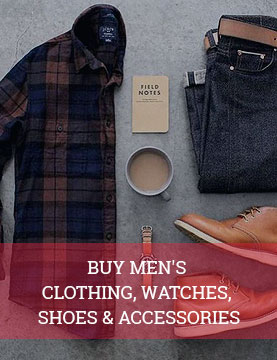 FIELD
NOTES
BUY MEN'S
CLOTHING, WATCHES,
SHOES & ACCESSORIES